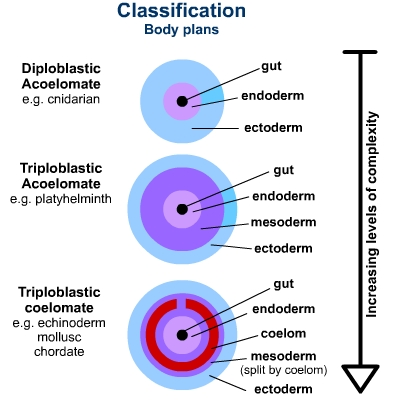 Classification
Body plans
Diploblastic
Acoelomate
e.g. cnidarian
gut
endoderm
ectoderm
Triploblastic
Acoelomate
e.g. platyhelminth
gut
endoderm
mesoderm
ectoderm
Triploblastic
coelomate
e.g. echinoderm
mollusc
chordate
gut
endoderm
coelom
mesoderm
(split by coelom)
ectoderm
Increasing levels of complexity